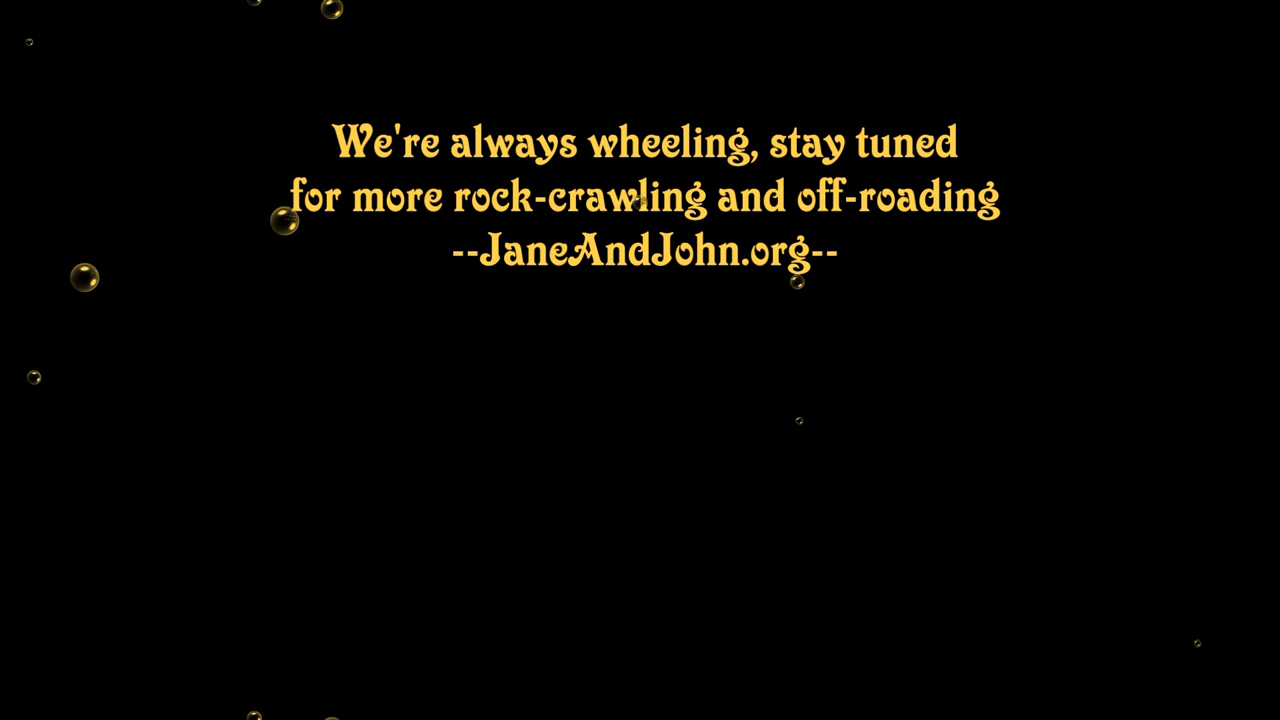 We're always wheeling, stay tuned
for more rock-crawling and off-roading
--JaneAndJohn.org--